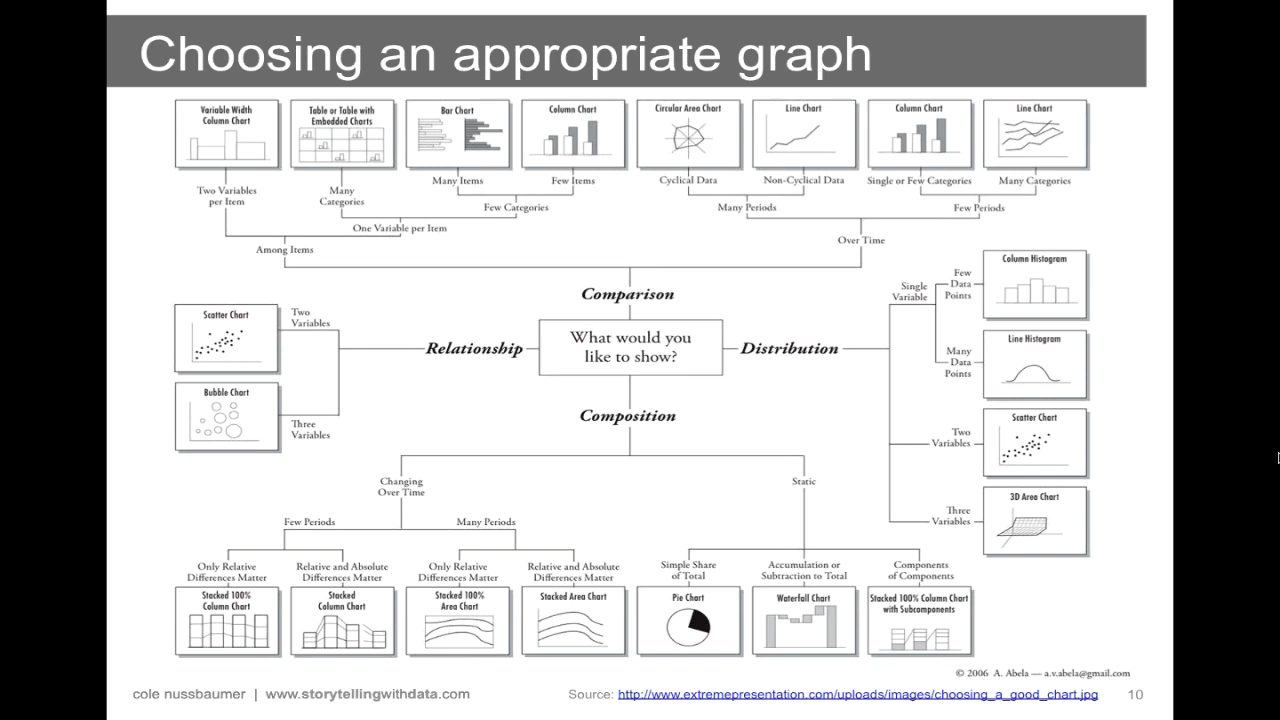 Choosing an appropriate graph
Variable Width
Column Chart
Table or Table with
Embedded Charts
Bar Chart
Column Chart
Circular Area Chart
Line Chart
Column Chart
Line Chart
Two Variables
per Item
Many
Categories
Many Items
Few Items
Cyclical Data
Non-Cyclical Data
Single or Few Categories
Many Categories
Few Categories
Many Periods
Few Periods
One Variable per Item
Among Items
Over Time
Comparison
What would you
like to show?
Relationship
Two
Variables
Scatter Chart
Three
Variables
Bubble Chart
Distribution
Single
Variable
Few
Data
Points
Column Histogram
Many
Data
Points
Line Histogram
Two
Variables
Scatter Chart
Three
Variables
3D Area Chart
Composition
Changing
Over Time
Static
Few Periods
Many Periods
Only Relative
Differences Matter
Relative and Absolute
Differences Matter
Only Relative
Differences Matter
Relative and Absolute
Differences Matter
Simple Share
of Total
Accumulation or
Subtraction to Total
Components
of Components
Stacked 100%
Column Chart
Stacked
Column Chart
Stacked 100%
Area Chart
Stacked Area Chart
Pie Chart
Waterfall Chart
Stacked 100% Column Chart
with Subcomponents
© 2006 A. Abela — a.v.abela@gmail.com
cole nussbaumer | www.storytellingwithdata.com
Source: http://www.extremepresentation.com/uploads/images/choosing_a_good_chart.jpg
10